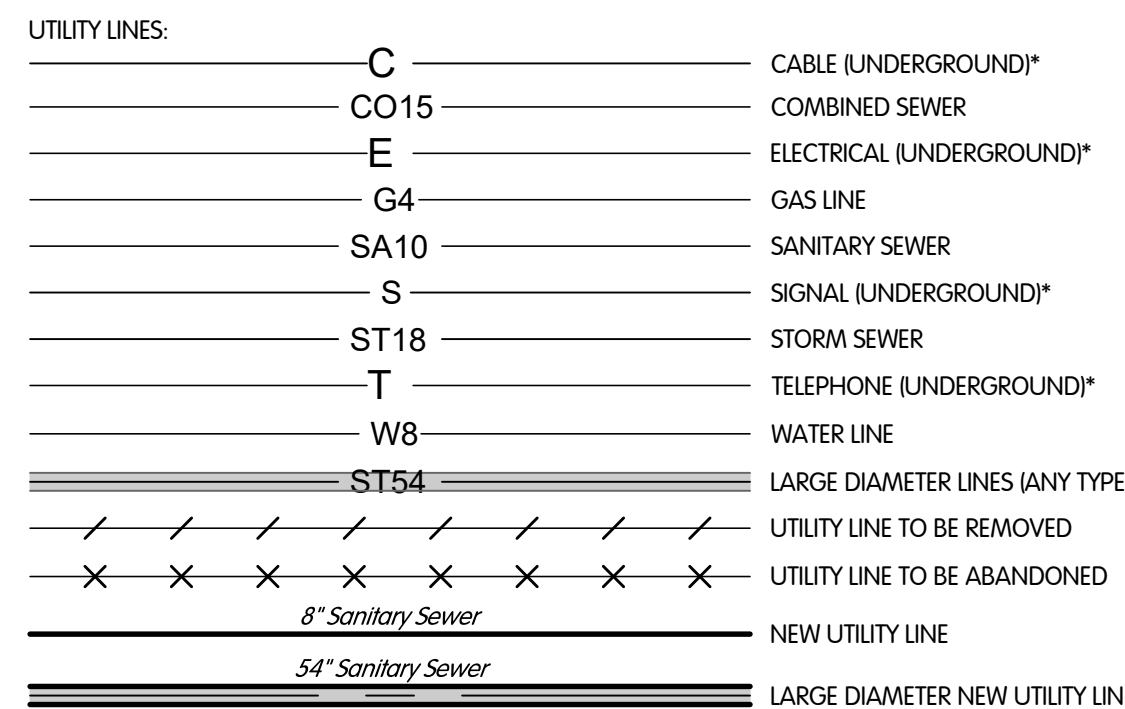 UTILITY LINES:
C CABLE (UNDERGROUND)*
CO15 COMBINED SEWER
E ELECTRICAL (UNDERGROUND)*
G4 GAS LINE
SA10 SANITARY SEWER
S SIGNAL (UNDERGROUND)*
ST18 STORM SEWER
T TELEPHONE (UNDERGROUND)*
W8 WATER LINE
ST54 LARGE DIAMETER LINES (ANY TYPE
UTILITY LINE TO BE REMOVED
UTILITY LINE TO BE ABANDONED
8" Sanitary Sewer
NEW UTILITY LINE
54" Sanitary Sewer
LARGE DIAMETER NEW UTILITY LIN